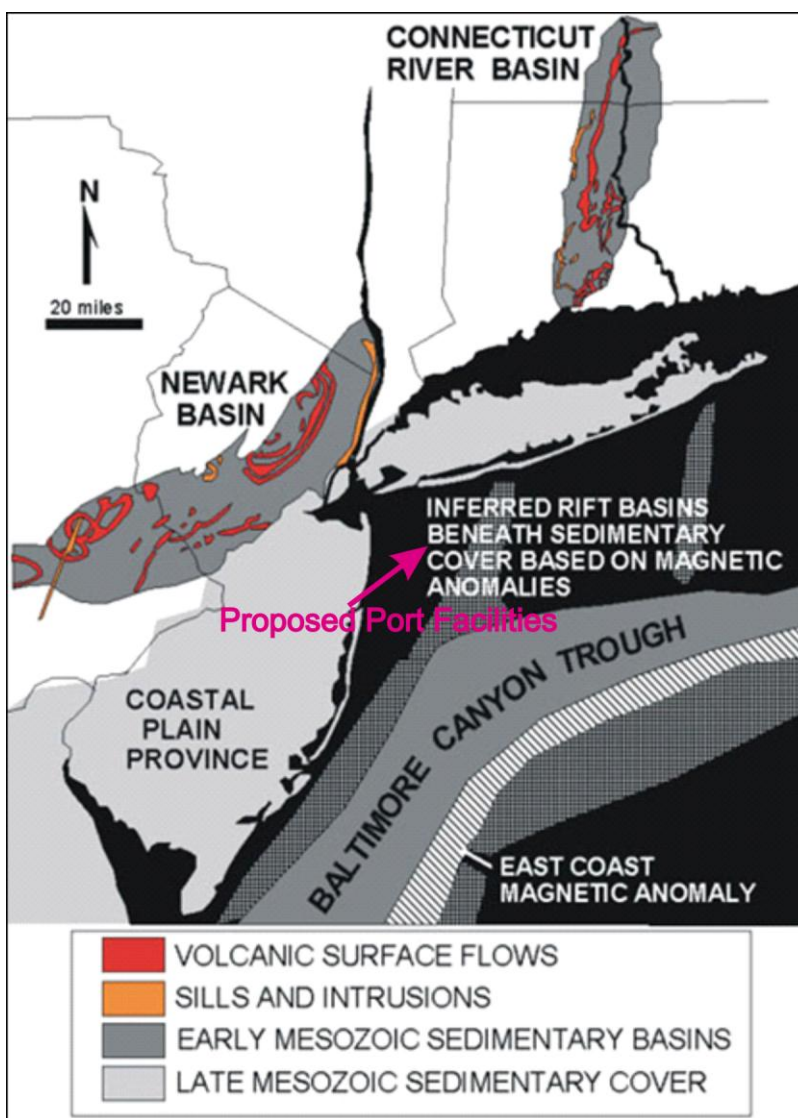 CONNECTICUT
RIVER BASIN
N
20 miles
NEWARK
BASIN
INFERRED RIFT BASINS
BENEATH SEDIMENTARY
COVER BASED ON MAGNETIC
ANOMALIES
Proposed Port Facilities
COASTAL
PLAIN
PROVINCE
BALTIMORE CANYON TROUGH
EAST COAST
MAGNETIC ANOMALY
VOLCANIC SURFACE FLOWS
SILLS AND INTRUSIONS
EARLY MESOZOIC SEDIMENTARY BASINS
LATE MESOZOIC SEDIMENTARY COVER